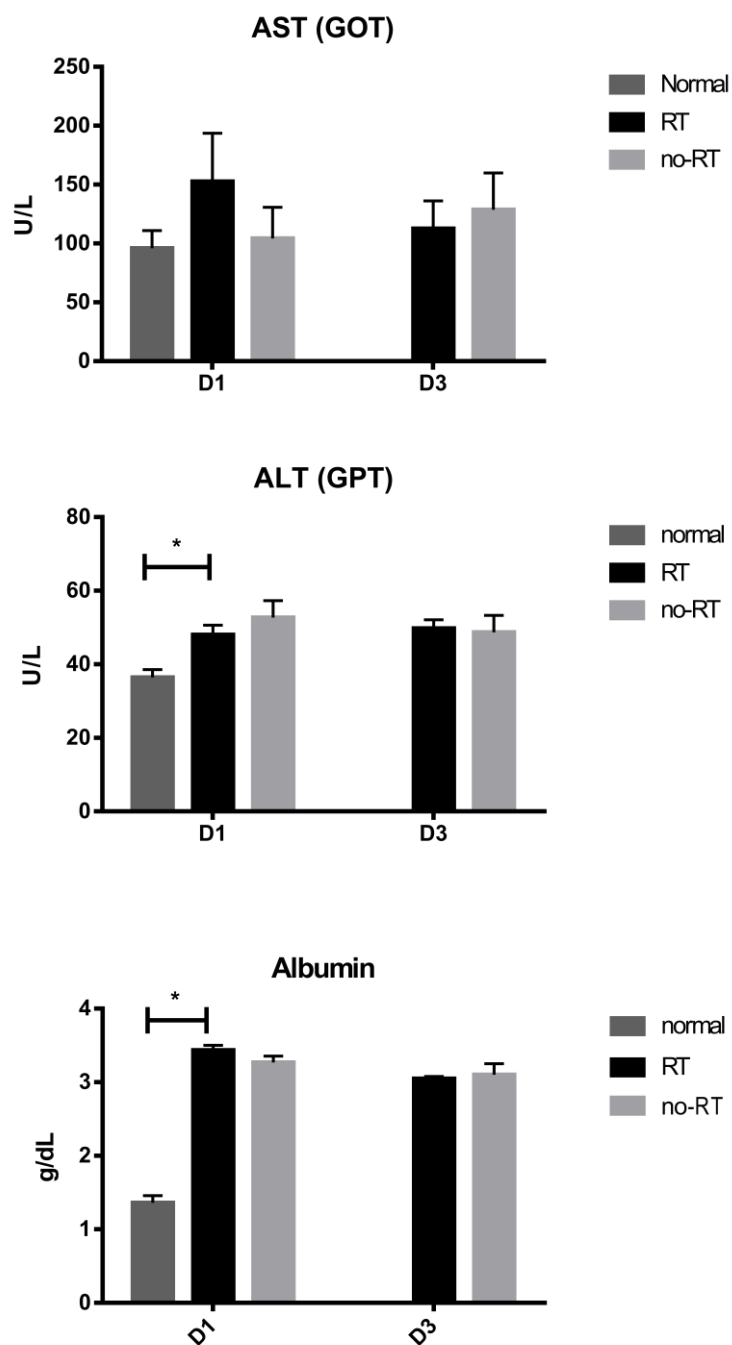 AST (GOT)
250
200
150
100
50
0
U/L
D1
D3
Normal
RT
no-RT
ALT (GPT)
80
60
40
20
0
U/L
*
D1
D3
normal
RT
no-RT
Albumin
4
3
2
1
0
g/dL
*
D1
D3
normal
RT
no-RT